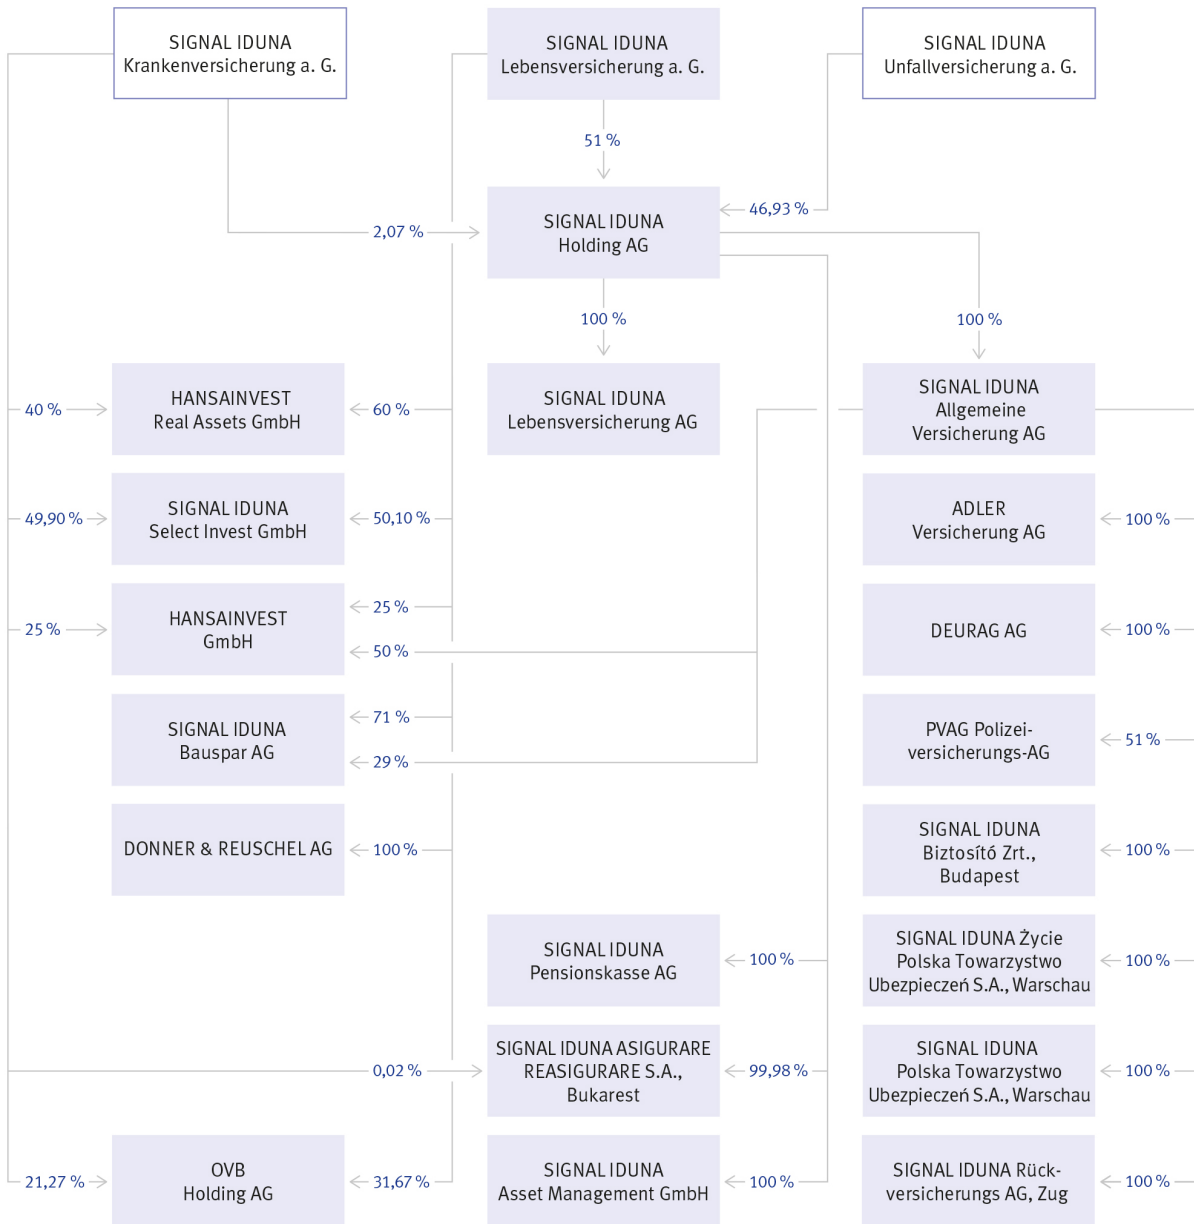 SIGNAL IDUNA
Krankenversicherung a. G.
SIGNAL IDUNA
Lebensversicherung a. G.
SIGNAL IDUNA
Unfallversicherung a. G.
51 %
46,93 %
SIGNAL IDUNA
Holding AG
2,07 %
100 %
100 %
40 %
HANSAINVEST
Real Assets GmbH
60 %
SIGNAL IDUNA
Lebensversicherung AG
SIGNAL IDUNA
Allgemeine
Versicherung AG
49,90 %
SIGNAL IDUNA
Select Invest GmbH
50,10 %
ADLER
Versicherung AG
100 %
25 %
HANSAINVEST
GmbH
25 %
50 %
DEURAG AG
100 %
SIGNAL IDUNA
Bauspar AG
71 %
29 %
PVAG Polizei-
versicherungs-AG
51 %
DONNER & REUSCHEL AG
100 %
SIGNAL IDUNA
Biztosító Zrt.,
Budapest
100 %
SIGNAL IDUNA
Pensionskasse AG
100 %
SIGNAL IDUNA Życie
Polska Towarzystwo
Ubezpieczeń S.A., Warschau
100 %
0,02 %
SIGNAL IDUNA ASIGURARE
REASIGURARE S.A.,
Bukarest
99,98 %
SIGNAL IDUNA
Polska Towarzystwo
Ubezpieczeń S.A., Warschau
100 %
21,27 %
OVB
Holding AG
31,67 %
SIGNAL IDUNA
Asset Management GmbH
100 %
SIGNAL IDUNA Rück-
versicherungs AG, Zug
100 %